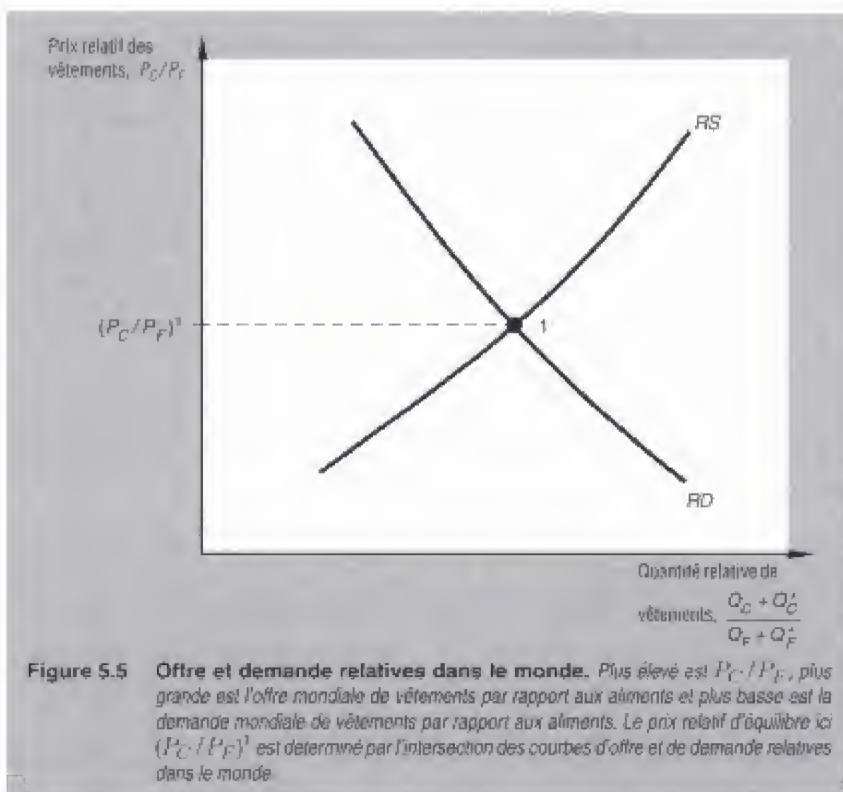 Prix relatif des
vêtements, P_C/P_F
RS
(P_C/P_F)¹
1
RD
Quantité relative de
vêtements, (Q_C + Q*_C)/(Q_F + Q*_F)
Figure 5.5 Offre et demande relatives dans le monde. Plus élevé est P_C/P_F, plus
grande est l'offre mondiale de vêtements par rapport aux aliments et plus basse est la
demande mondiale de vêtements par rapport aux aliments. Le prix relatif d'équilibre ici
(P_C/P_F)¹ est determiné par l'intersection des courbes d'offre et de demande relatives
dans le monde